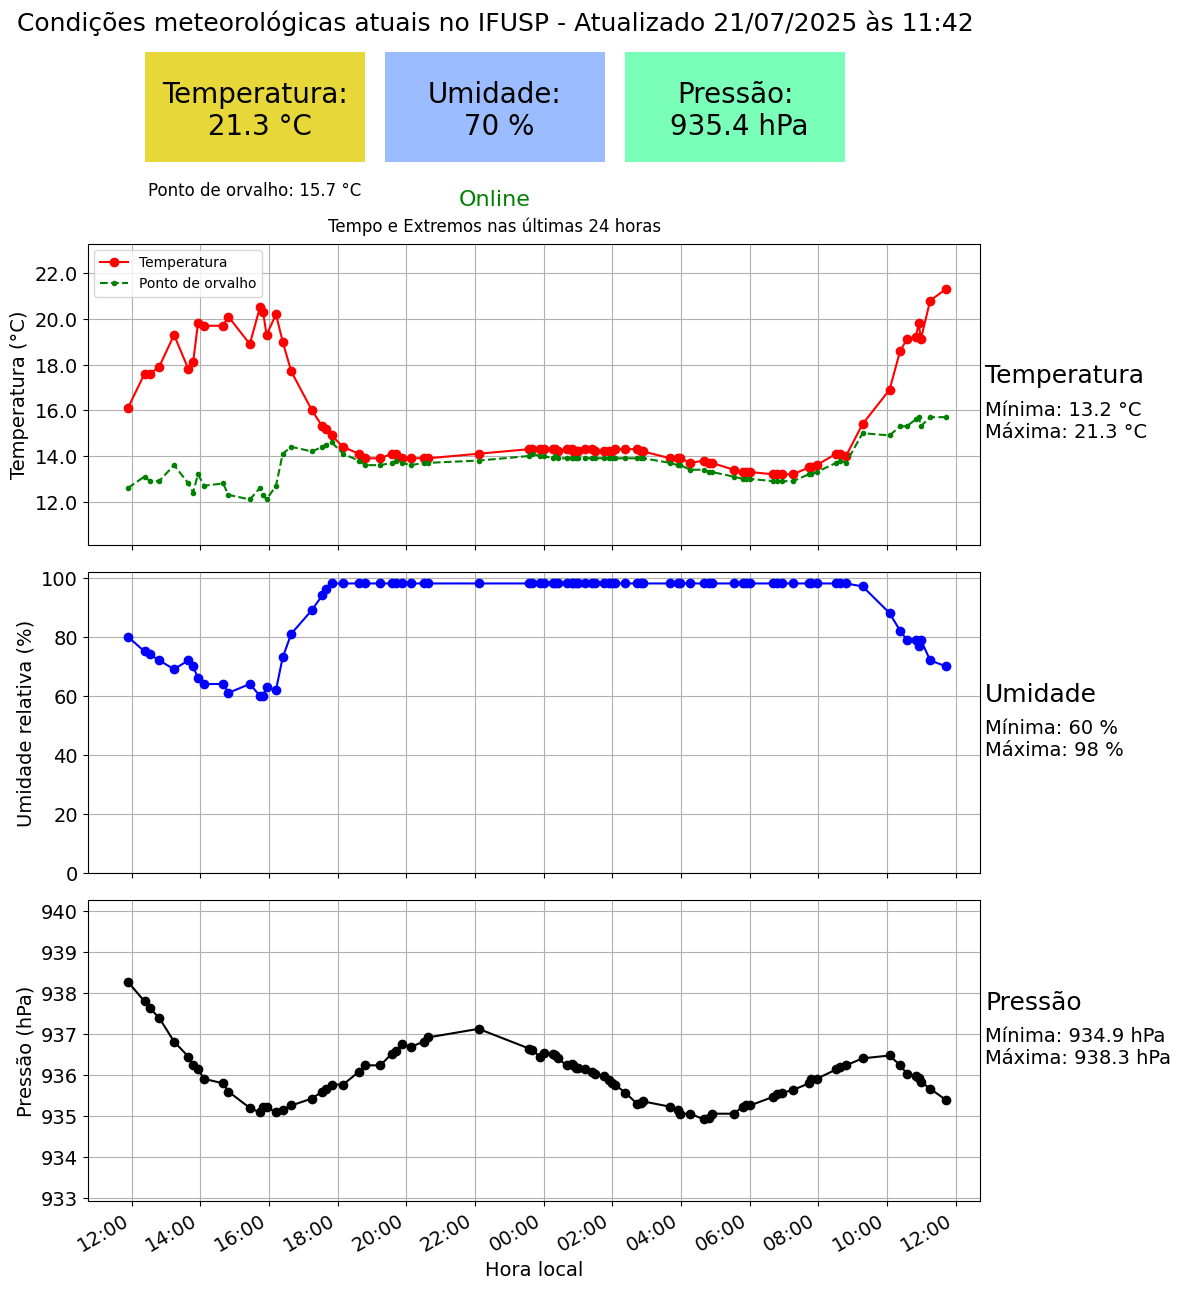 Condições meteorológicas atuais no IFUSP - Atualizado 21/07/2025 às 11:42
Temperatura:
21.3 °C
Umidade:
70 %
Pressão:
935.4 hPa
Ponto de orvalho: 15.7 °C
Online
Tempo e Extremos nas últimas 24 horas
Temperatura (°C)
22.0
20.0
18.0
16.0
14.0
12.0
Temperatura
Ponto de orvalho
Temperatura
Mínima: 13.2 °C
Máxima: 21.3 °C
Umidade relativa (%)
100
80
60
40
20
0
Umidade
Mínima: 60 %
Máxima: 98 %
Pressão (hPa)
940
939
938
937
936
935
934
933
Pressão
Mínima: 934.9 hPa
Máxima: 938.3 hPa
12:00
14:00
16:00
18:00
20:00
22:00
00:00
02:00
04:00
06:00
08:00
10:00
12:00
Hora local